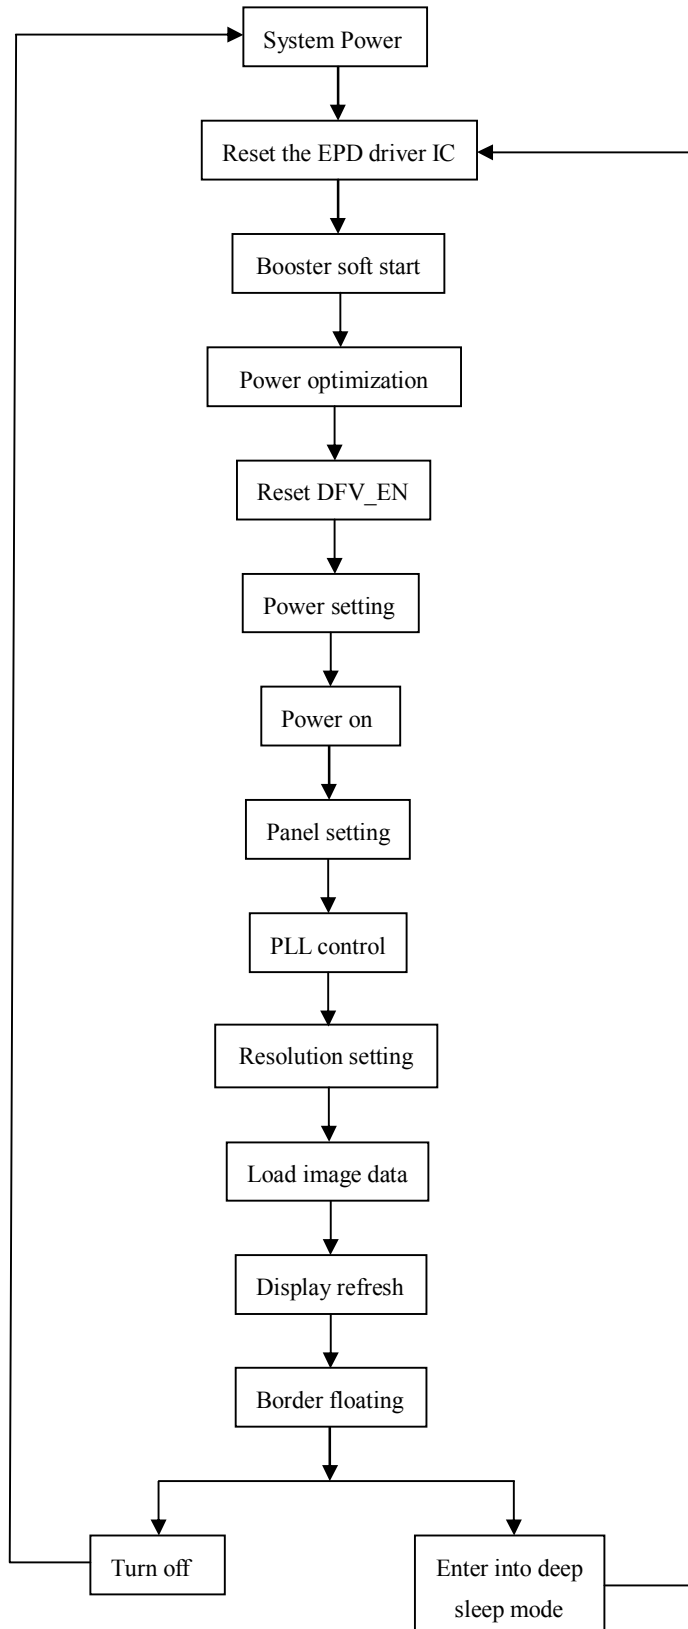 System Power
Reset the EPD driver IC
Booster soft start
Power optimization
Reset DFV_EN
Power setting
Power on
Panel setting
PLL control
Resolution setting
Load image data
Display refresh
Border floating
Turn off
Enter into deep
sleep mode